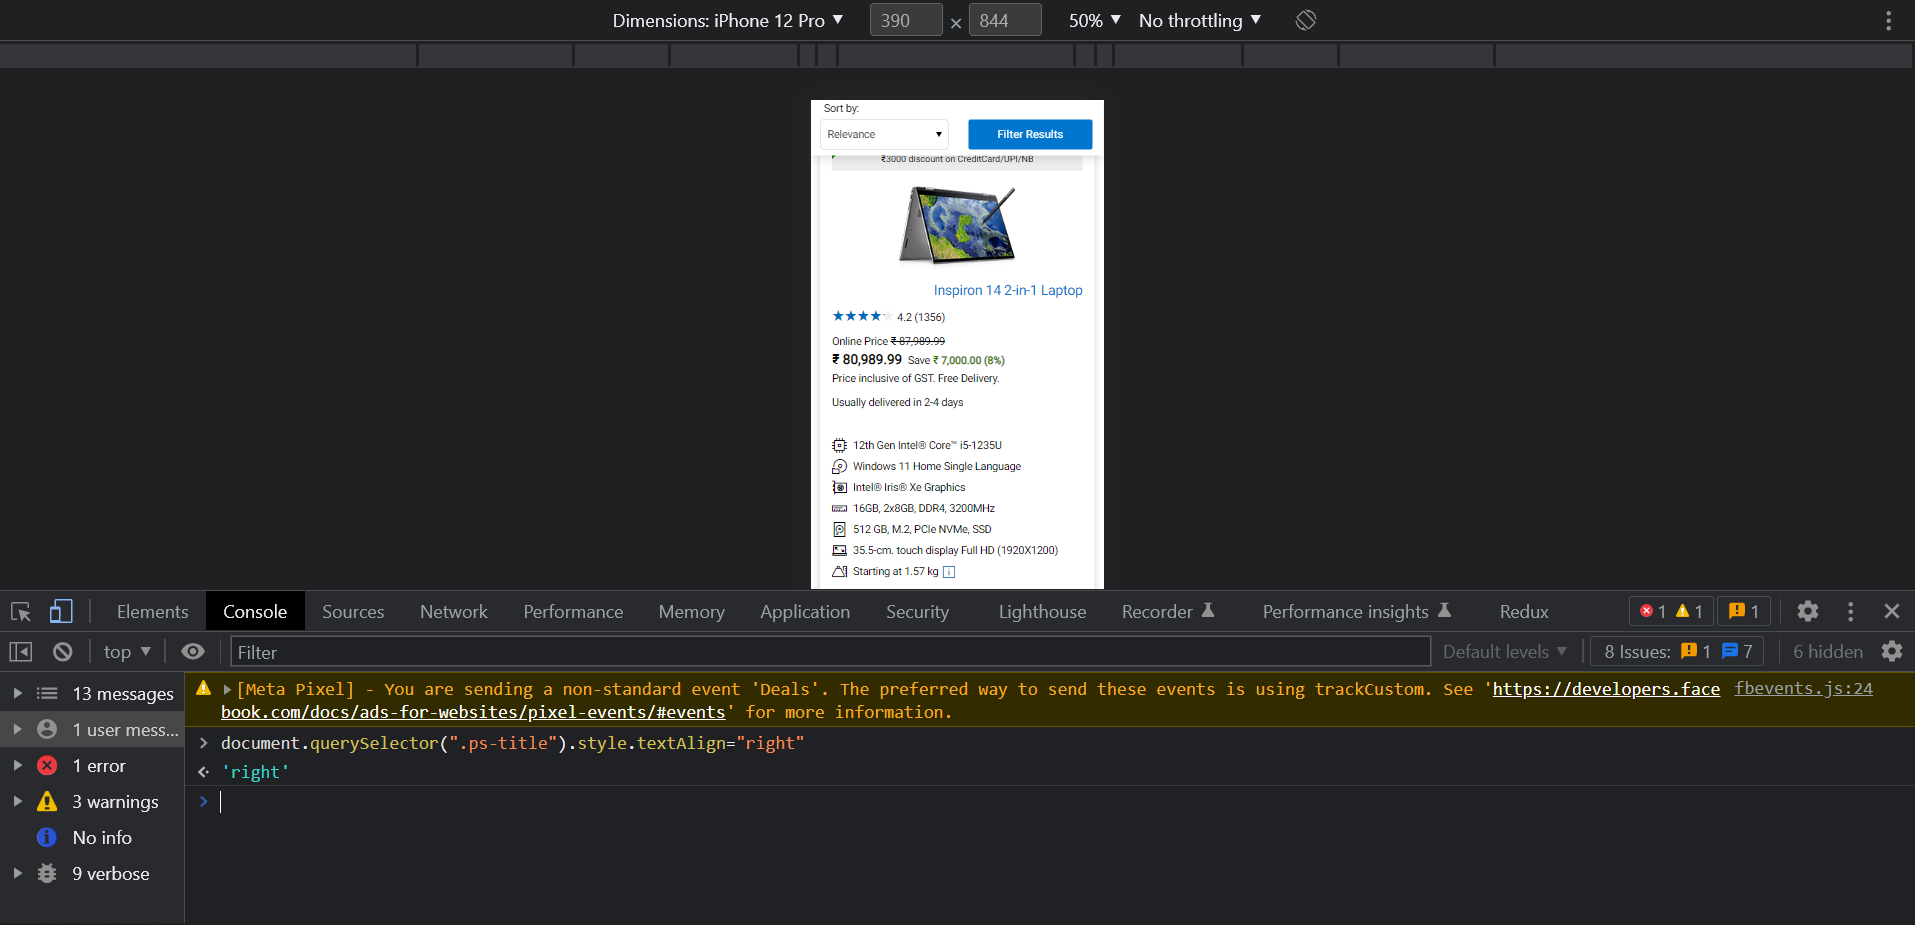 Dimensions: iPhone 12 Pro ▼ 390 × 844 50% ▼ No throttling ▼
Sort by:
Relevance ▼ Filter Results
₹3000 discount on CreditCard/UPI/NB
Inspiron 14 2-in-1 Laptop
4.2 (1356)
Online Price ₹ 87,989.99
₹ 80,989.99 Save ₹ 7,000.00 (8%)
Price inclusive of GST. Free Delivery.
Usually delivered in 2-4 days
12th Gen Intel® Core™ i5-1235U
Windows 11 Home Single Language
Intel® Iris® Xe Graphics
16GB, 2x8GB, DDR4, 3200MHz
512 GB, M.2, PCIe NVMe, SSD
35.5-cm. touch display Full HD (1920X1200)
Starting at 1.57 kg
Elements Console Sources Network Performance Memory Application Security Lighthouse Recorder Performance insights Redux 1 1 1
top ▼ Filter Default levels ▼ 8 Issues: 1 7 6 hidden
13 messages
1 user mess...
1 error
3 warnings
No info
9 verbose
[Meta Pixel] - You are sending a non-standard event 'Deals'. The preferred way to send these events is using trackCustom. See 'https://developers.face fbevents.js:24
book.com/docs/ads-for-websites/pixel-events/#events' for more information.
> document.querySelector(".ps-title").style.textAlign="right"
'right'
>